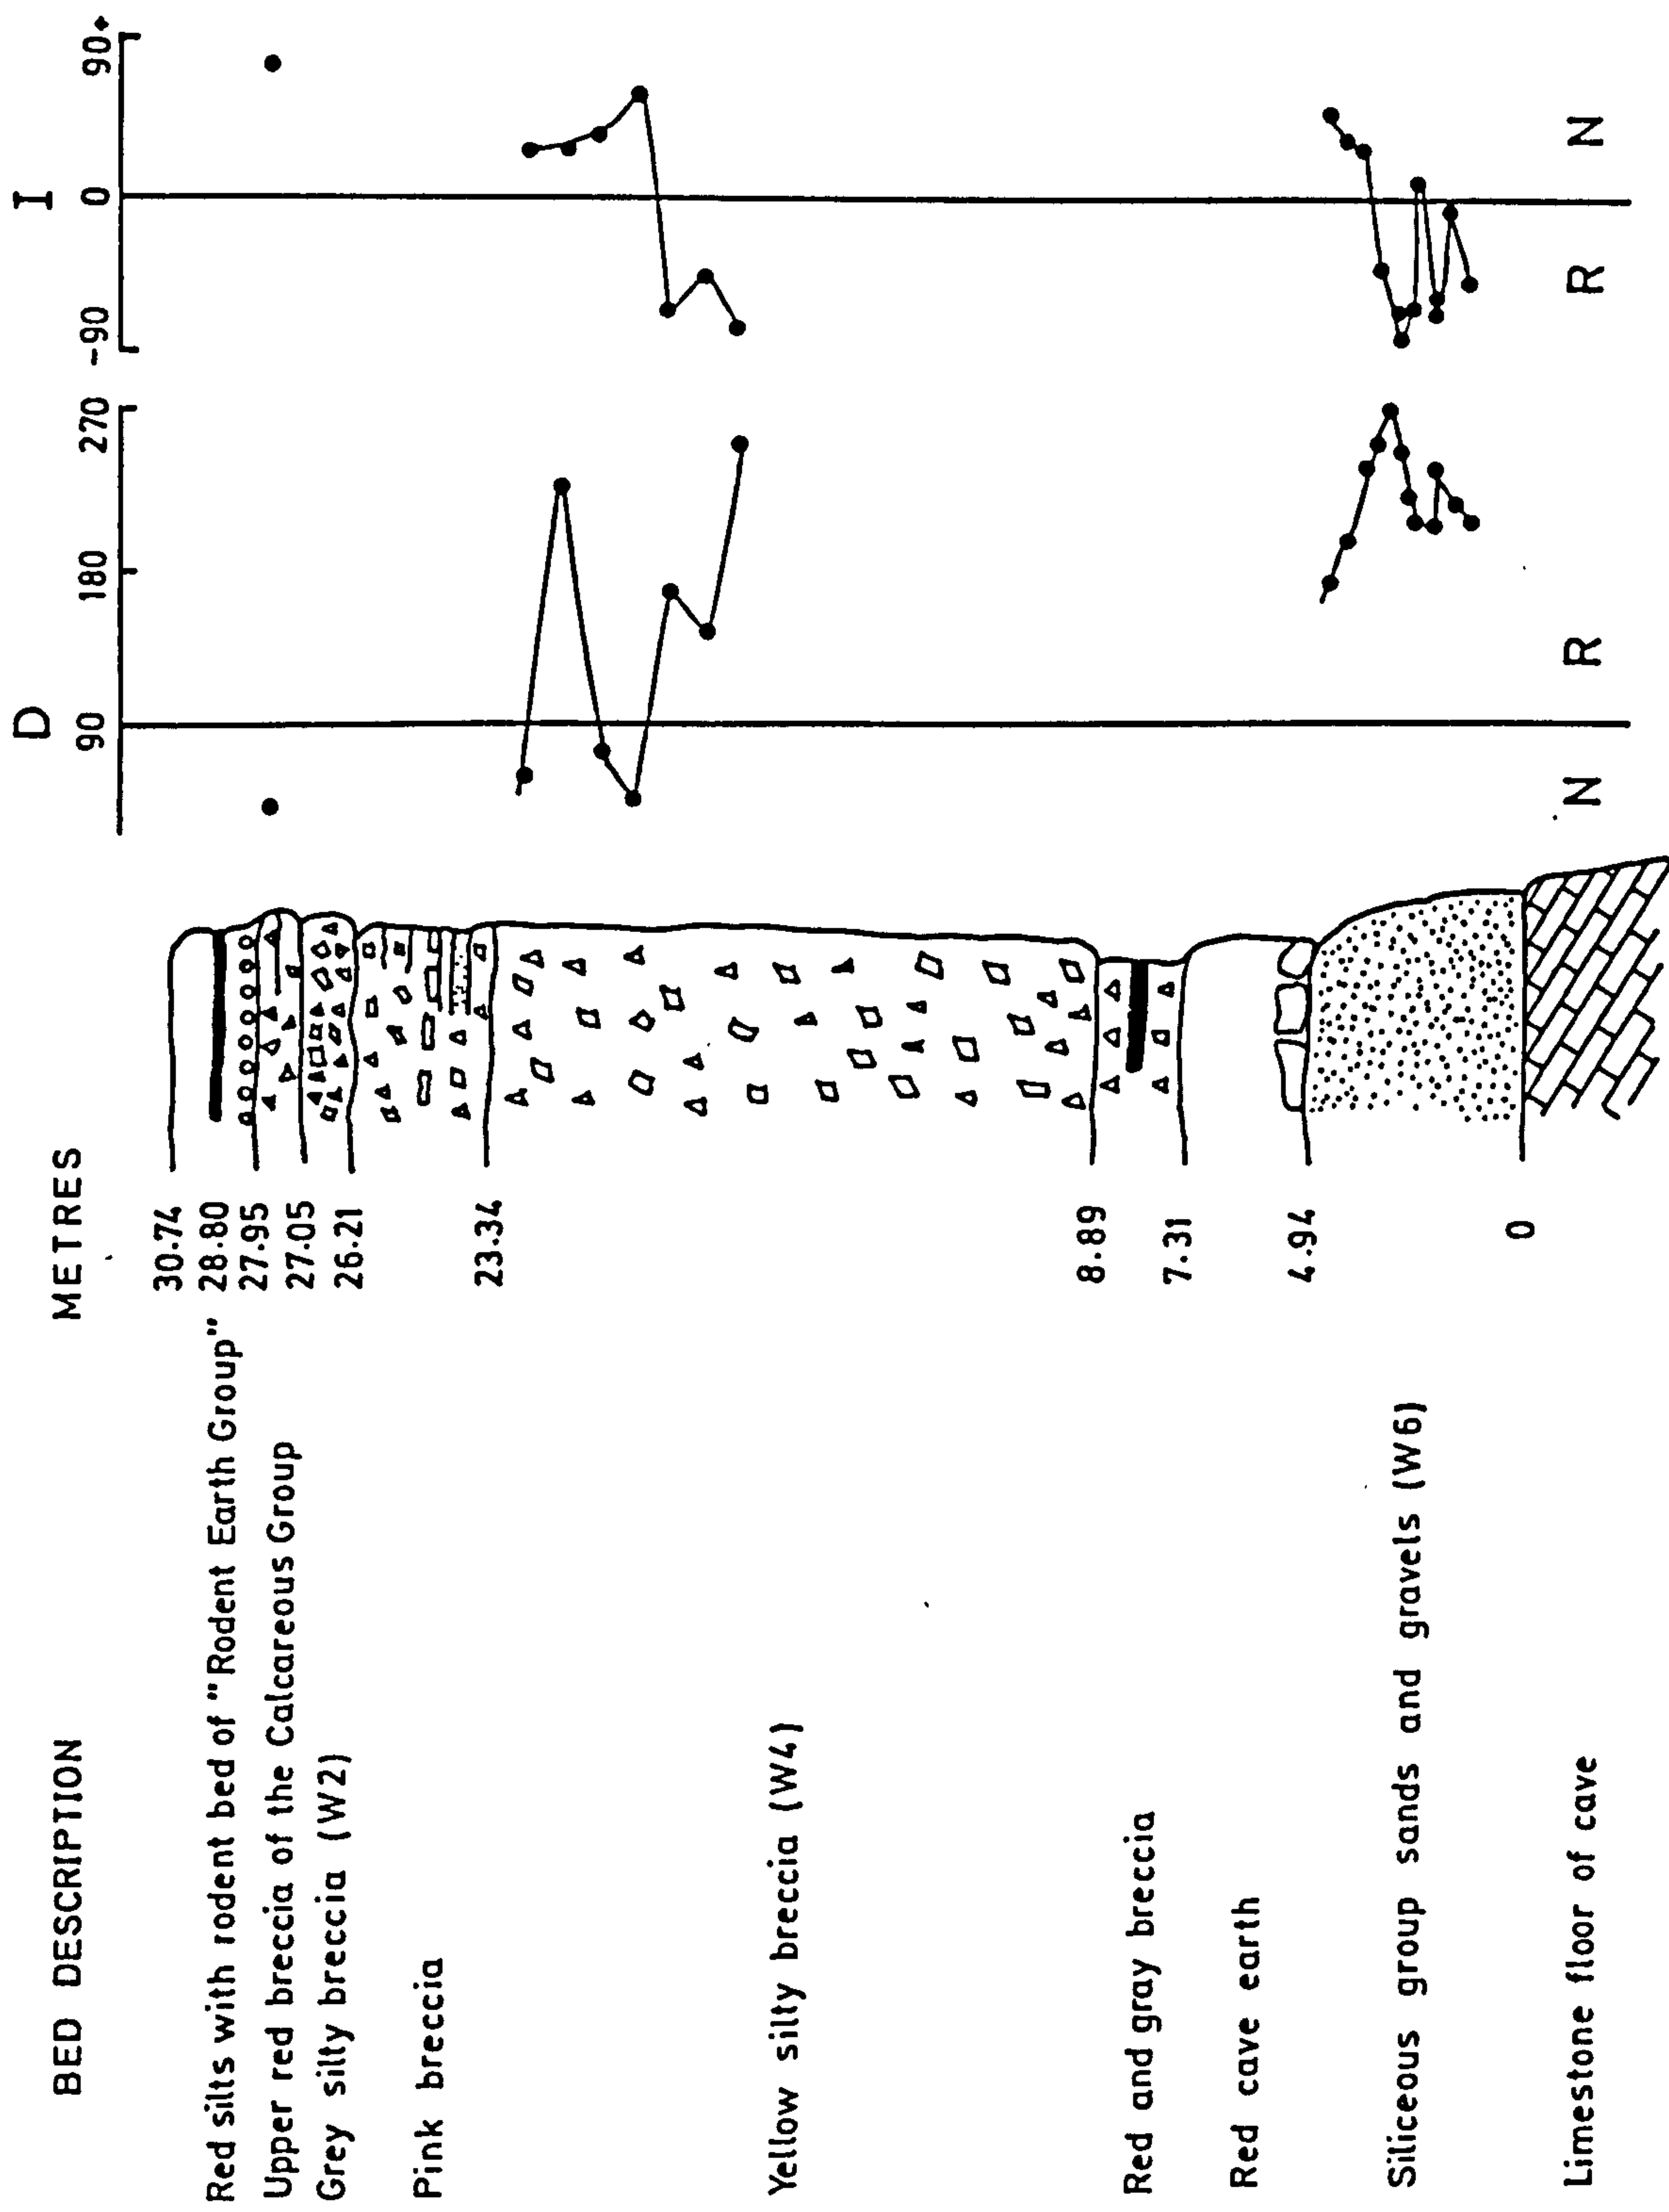 BED DESCRIPTION METRES D I
90 180 270 -90 0 90+
30·74
Red silts with rodent bed of "Rodent Earth Group" 28·80
27·95
Upper red breccia of the Calcareous Group
27·05
Grey silty breccia (W2) 26·21
Pink breccia
23·34
Yellow silty breccia (W4)
8·89
Red and gray breccia
7·31
Red cave earth
4·94
Siliceous group sands and gravels (W6)
0
Limestone floor of cave
N R R N